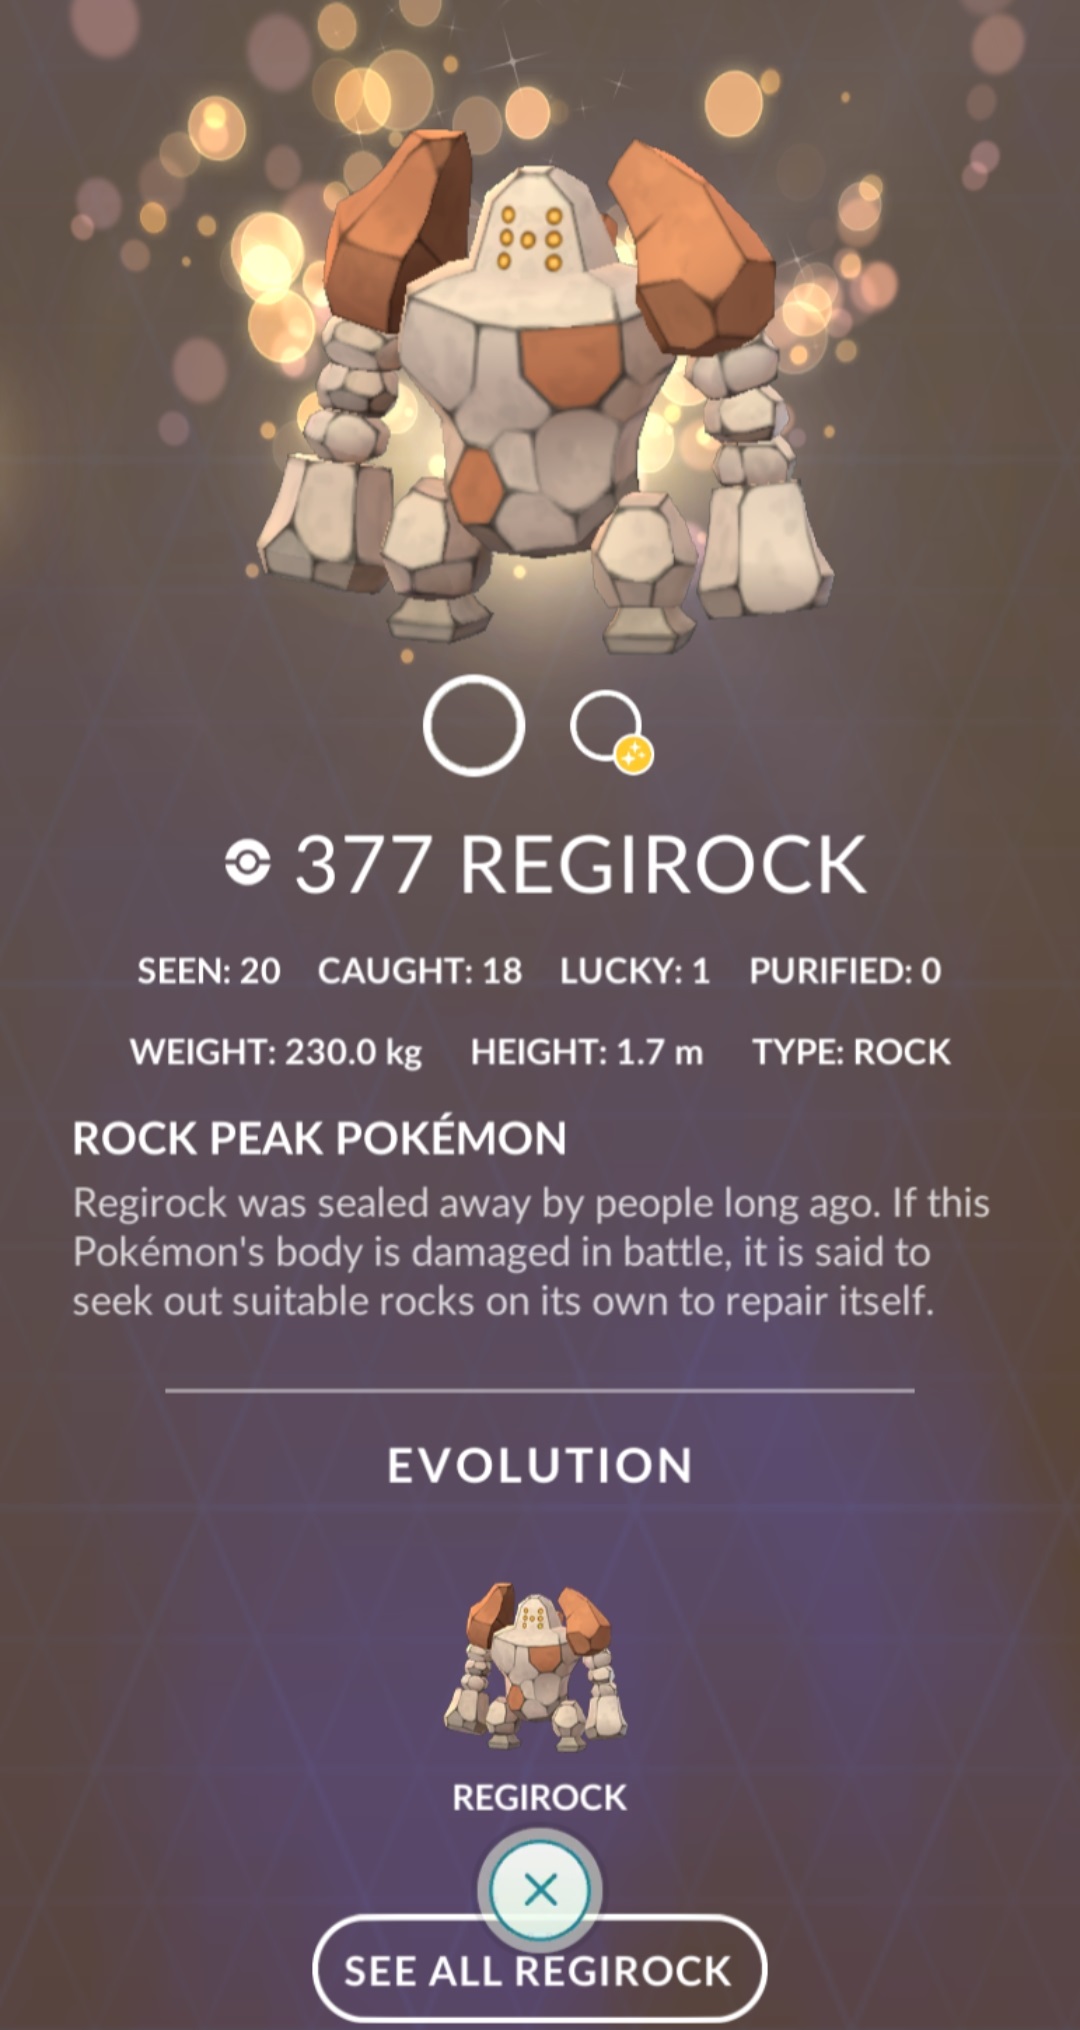 377 REGIROCK
SEEN: 20 CAUGHT: 18 LUCKY: 1 PURIFIED: 0
WEIGHT: 230.0 kg HEIGHT: 1.7 m TYPE: ROCK
ROCK PEAK POKÉMON
Regirock was sealed away by people long ago. If this
Pokémon's body is damaged in battle, it is said to
seek out suitable rocks on its own to repair itself.
EVOLUTION
REGIROCK
SEE ALL REGIROCK